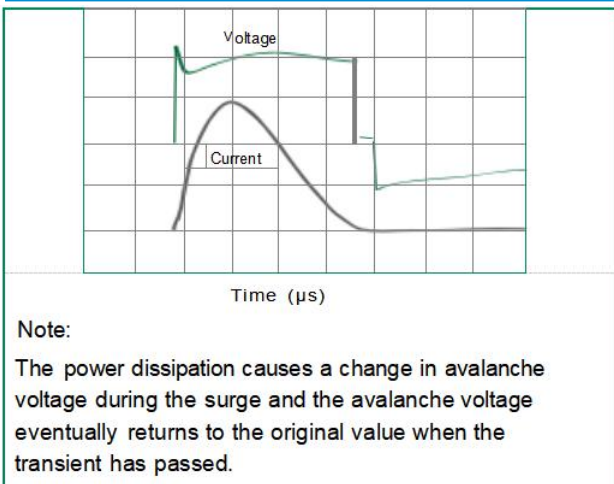 Voltage
Current
Time (µs)
Note:
The power dissipation causes a change in avalanche
voltage during the surge and the avalanche voltage
eventually returns to the original value when the
transient has passed.